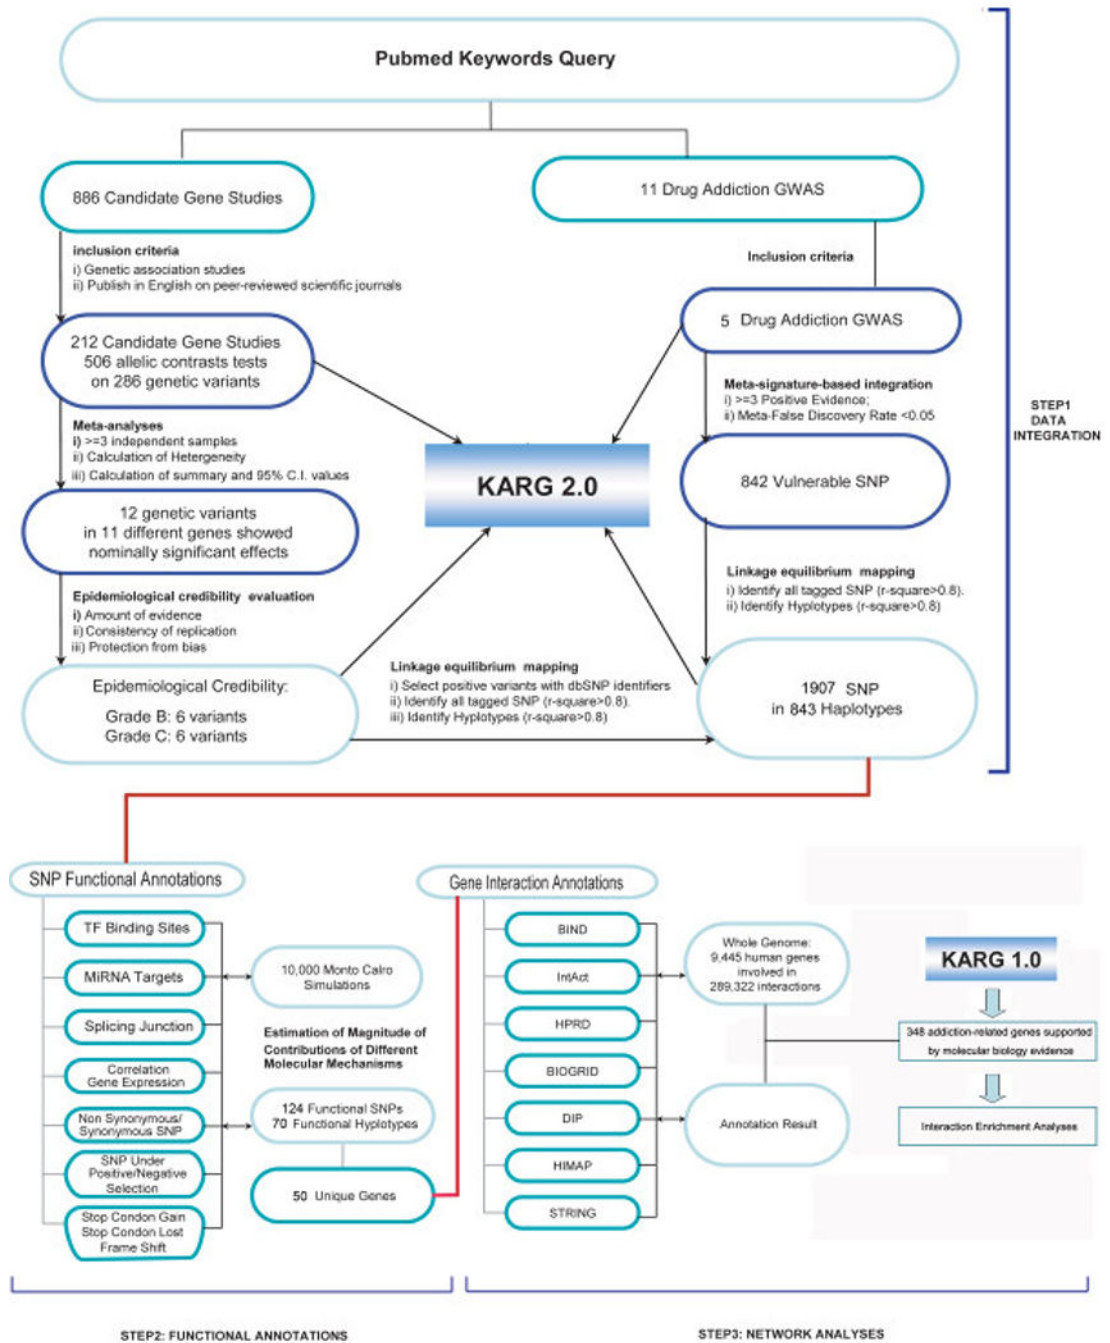 Pubmed Keywords Query
886 Candidate Gene Studies
11 Drug Addiction GWAS
inclusion criteria
i) Genetic association studies
ii) Publish in English on peer-reviewed scientific journals
Inclusion criteria
212 Candidate Gene Studies
506 allelic contrasts tests
on 286 genetic variants
5 Drug Addiction GWAS
Meta-signature-based integration
i) >=3 Positive Evidence;
ii) Meta-False Discovery Rate <0.05
STEP1
DATA
INTEGRATION
Meta-analyses
i) >=3 independent samples
ii) Calculation of Hetergeneity
iii) Calculation of summary and 95% C.I. values
KARG 2.0
842 Vulnerable SNP
12 genetic variants
in 11 different genes showed
nominally significant effects
Linkage equilibrium mapping
i) Identify all tagged SNP (r-square>0.8).
ii) Identify Hyplotypes (r-square>0.8)
Epidemiological credibility evaluation
i) Amount of evidence
ii) Consistency of replication
iii) Protection from bias
Epidemiological Credibility:
Grade B: 6 variants
Grade C: 6 variants
Linkage equilibrium mapping
i) Select positive variants with dbSNP identifiers
ii) Identify all tagged SNP (r-square>0.8).
iii) Identify Hyplotypes (r-square>0.8)
1907 SNP
in 843 Haplotypes
SNP Functional Annotations
TF Binding Sites
MiRNA Targets
Splicing Junction
Correlation
Gene Expression
Non Synonymous/
Synonymous SNP
SNP Under
Positive/Negative
Selection
Stop Condon Gain
Stop Condon Lost
Frame Shift
10,000 Monto Calro
Simulations
Estimation of Magnitude of
Contributions of Different
Molecular Mechanisms
124 Functional SNPs
70 Functional Hyplotypes
50 Unique Genes
Gene Interaction Annotations
BIND
IntAct
HPRD
BIOGRID
DIP
HIMAP
STRING
Whole Genome:
9,445 human genes
involved in
289,322 interactions
Annotation Result
KARG 1.0
348 addiction-related genes supported
by molecular biology evidence
Interaction Enrichment Analyses
STEP2: FUNCTIONAL ANNOTATIONS
STEP3: NETWORK ANALYSES